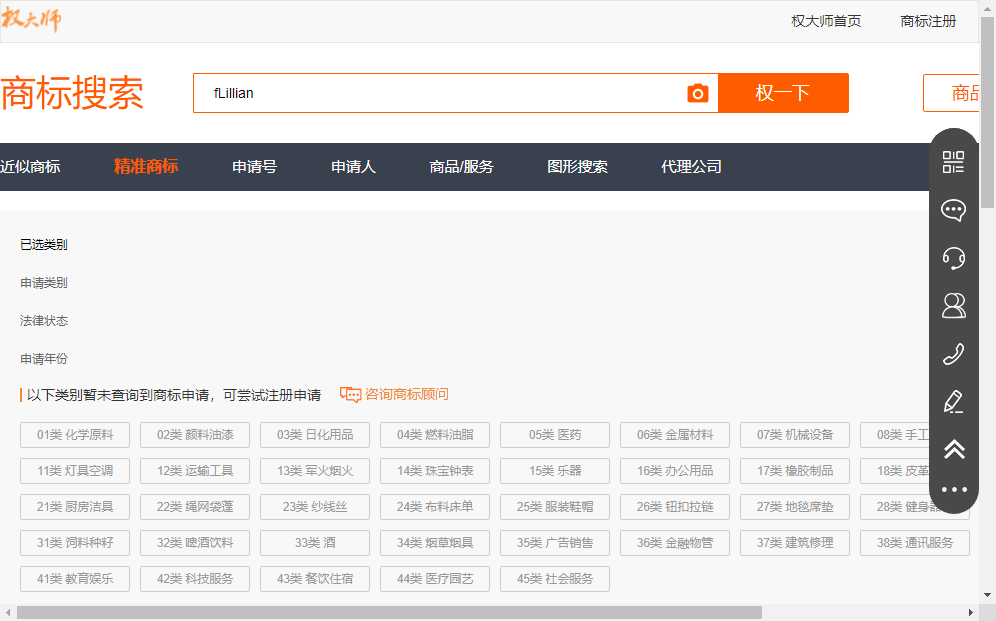 权大师
权大师首页 商标注册
商标搜索 fLillian 权一下 商品
近似商标 精准商标 申请号 申请人 商品/服务 图形搜索 代理公司
已选类别
申请类别
法律状态
申请年份
以下类别暂未查询到商标申请，可尝试注册申请 咨询商标顾问
01类 化学原料 02类 颜料油漆 03类 日化用品 04类 燃料油脂 05类 医药 06类 金属材料 07类 机械设备 08类 手工
11类 灯具空调 12类 运输工具 13类 军火烟火 14类 珠宝钟表 15类 乐器 16类 办公用品 17类 橡胶制品 18类 皮革
21类 厨房洁具 22类 绳网袋蓬 23类 纱线丝 24类 布料床单 25类 服装鞋帽 26类 钮扣拉链 27类 地毯席垫 28类 健身器
31类 饲料种籽 32类 啤酒饮料 33类 酒 34类 烟草烟具 35类 广告销售 36类 金融物管 37类 建筑修理 38类 通讯服务
41类 教育娱乐 42类 科技服务 43类 餐饮住宿 44类 医疗园艺 45类 社会服务